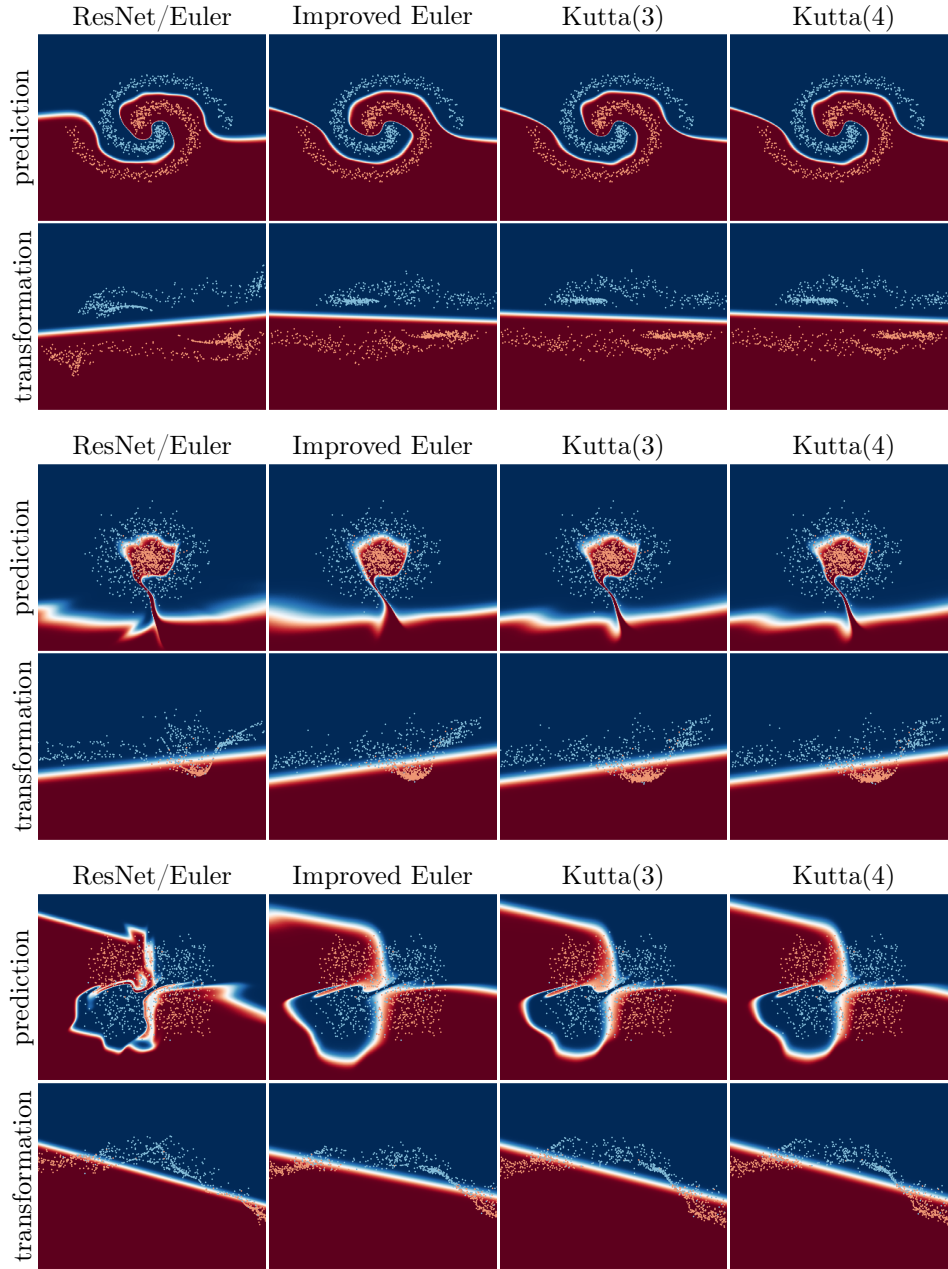 ResNet/Euler Improved Euler Kutta(3) Kutta(4)
prediction
transformation
ResNet/Euler Improved Euler Kutta(3) Kutta(4)
prediction
transformation
ResNet/Euler Improved Euler Kutta(3) Kutta(4)
prediction
transformation